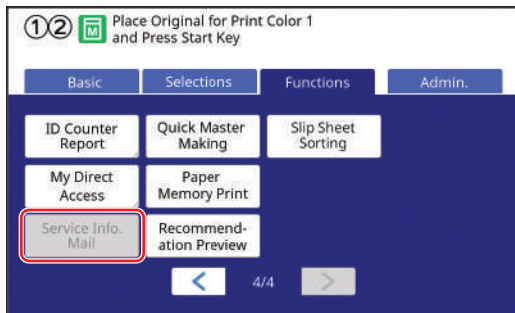 ①② M Place Original for Print Color 1
and Press Start Key
Basic Selections Functions Admin.
ID Counter
Report
Quick Master
Making
Slip Sheet
Sorting
My Direct
Access
Paper
Memory Print
Service Info.
Mail
Recommend-
ation Preview
< 4/4 >